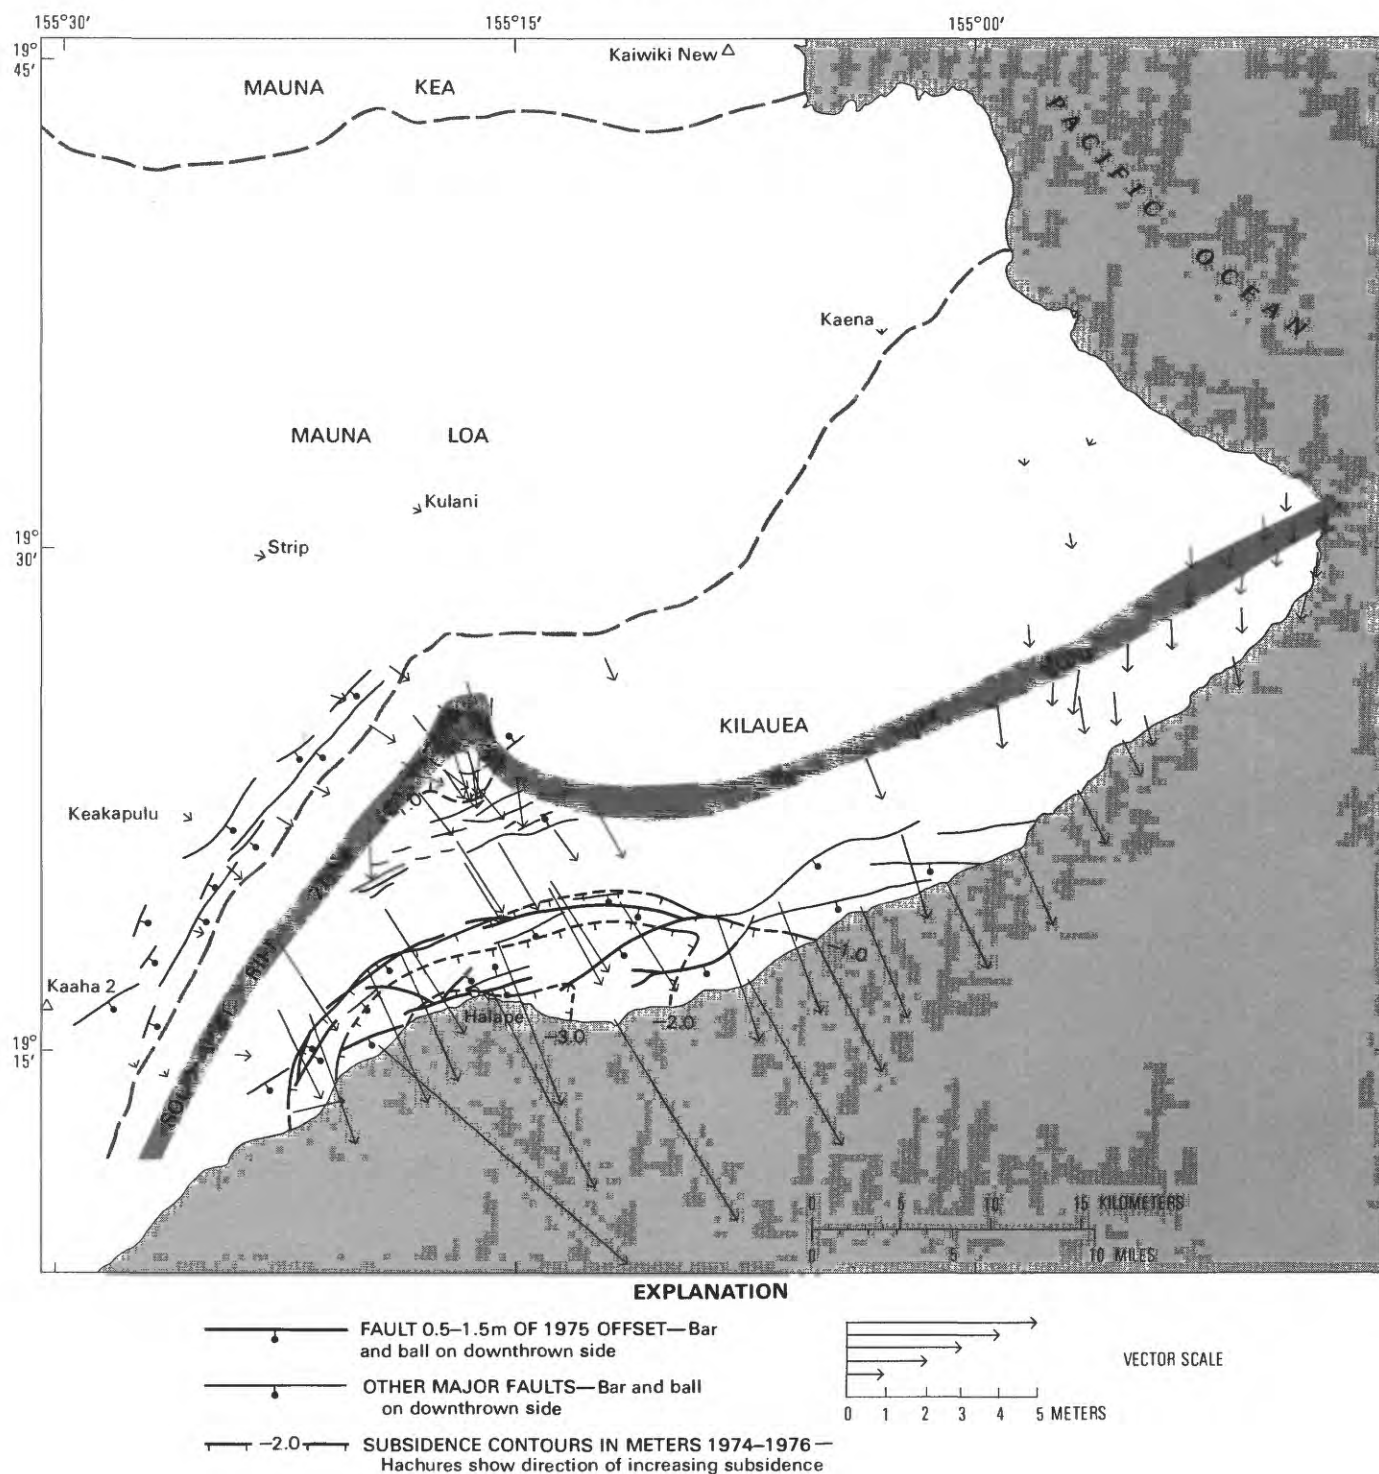 155°30′ 155°15′ 155°00′
19°
45′
Kaiwiki New
MAUNA KEA
PACIFIC OCEAN
Kaena
MAUNA LOA
Kulani
Strip
19°
30′
KILAUEA
Keakapulu
Kaaha 2
-1.0
Halape
-3.0
-2.0
19°
15′
0 5 10 15 KILOMETERS
0 5 10 MILES
EXPLANATION
FAULT 0.5–1.5m OF 1975 OFFSET—Bar
and ball on downthrown side
OTHER MAJOR FAULTS—Bar and ball
on downthrown side
-2.0 SUBSIDENCE CONTOURS IN METERS 1974–1976—
Hachures show direction of increasing subsidence
VECTOR SCALE
0 1 2 3 4 5 METERS